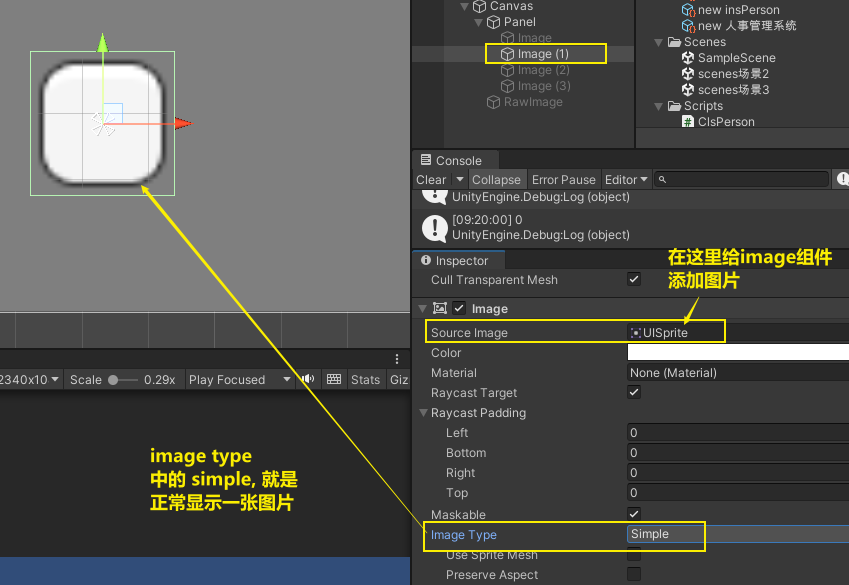 Canvas
Panel
Image
Image (1)
Image (2)
Image (3)
RawImage
new insPerson
new 人事管理系统
Scenes
SampleScene
scenes场景2
scenes场景3
Scripts
ClsPerson
Console
Clear Collapse Error Pause Editor
UnityEngine.Debug:Log (object)
[09:20:00] 0
UnityEngine.Debug:Log (object)
Inspector
在这里给image组件
添加图片
Cull Transparent Mesh
Image
Source Image UISprite
Color
Material None (Material)
Raycast Target
Raycast Padding
Left 0
Bottom 0
Right 0
Top 0
Maskable
Image Type Simple
Use Sprite Mesh
Preserve Aspect
2340x10 Scale 0.29x Play Focused Stats Giz
image type
中的 simple, 就是
正常显示一张图片